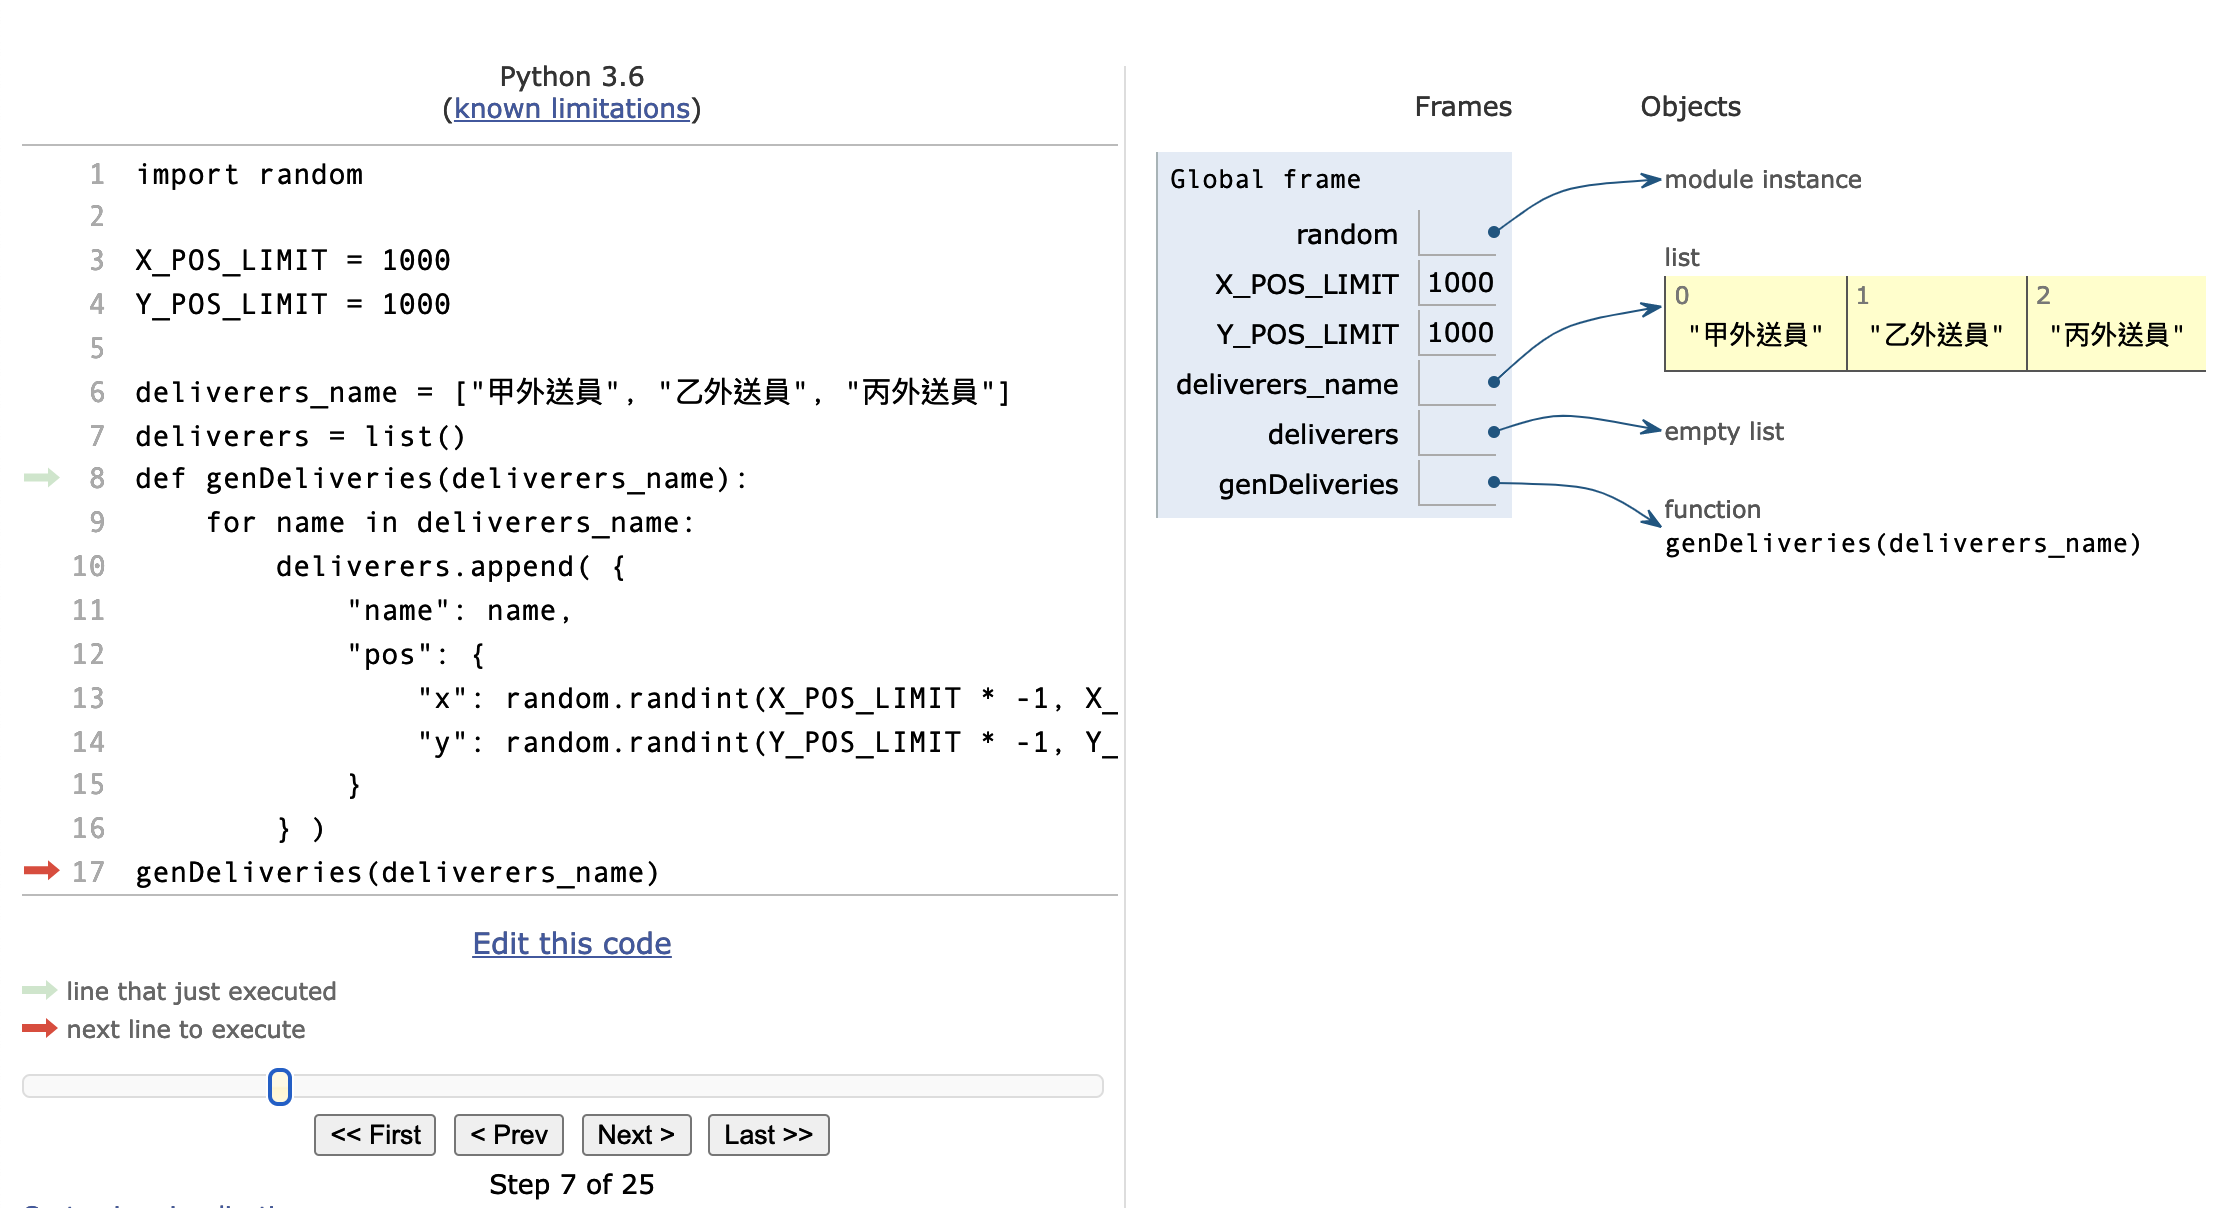 Python 3.6
(known limitations)
1 import random
2
3 X_POS_LIMIT = 1000
4 Y_POS_LIMIT = 1000
5
6 deliverers_name = ["甲外送員", "乙外送員", "丙外送員"]
7 deliverers = list()
8 def genDeliveries(deliverers_name):
9     for name in deliverers_name:
10         deliverers.append( {
11             "name": name,
12             "pos": {
13                 "x": random.randint(X_POS_LIMIT * -1, X_
14                 "y": random.randint(Y_POS_LIMIT * -1, Y_
15             }
16         } )
17 genDeliveries(deliverers_name)
Edit this code
line that just executed
next line to execute
<< First < Prev Next > Last >>
Step 7 of 25
Frames Objects
Global frame
random
X_POS_LIMIT 1000
Y_POS_LIMIT 1000
deliverers_name
deliverers
genDeliveries
module instance
list
0 1 2
"甲外送員" "乙外送員" "丙外送員"
empty list
function
genDeliveries(deliverers_name)